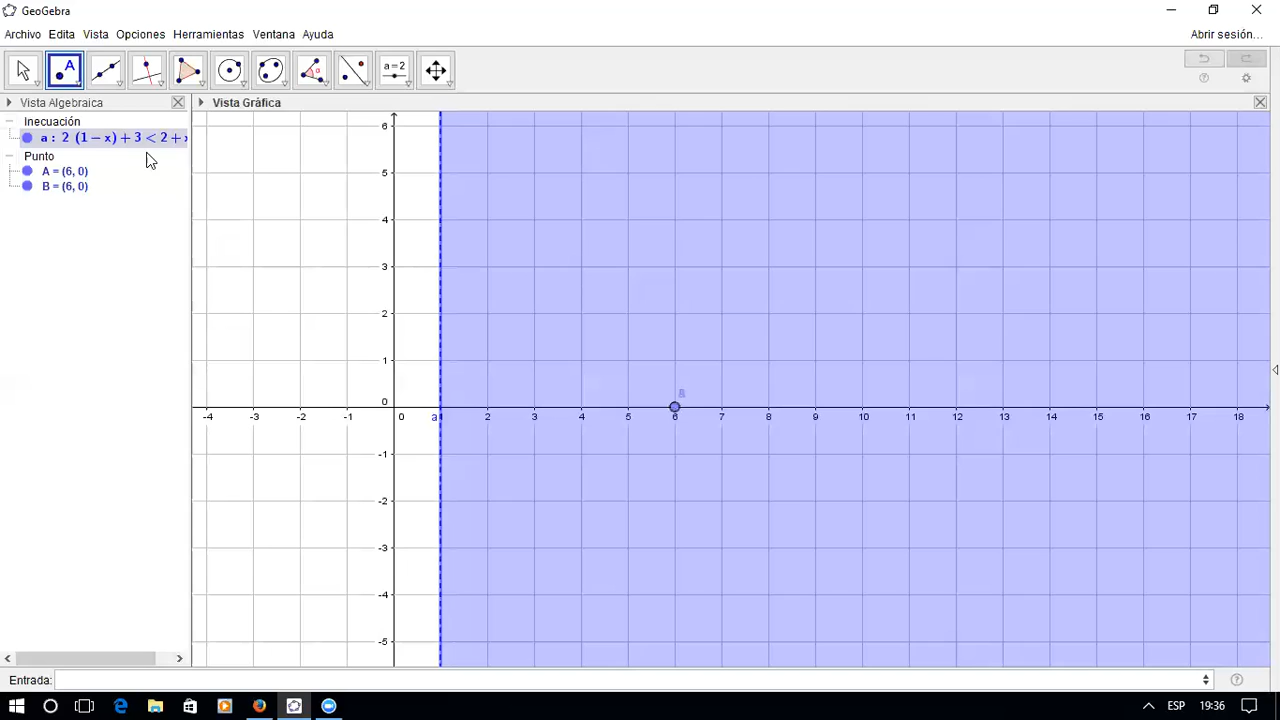 GeoGebra
Archivo Edita Vista Opciones Herramientas Ventana Ayuda
Abrir sesión...
A
α
a = 2
Vista Algebraica
Vista Gráfica
Inecuación
a : 2 (1 − x) + 3 < 2 +
Punto
A = (6, 0)
B = (6, 0)
6
5
4
3
2
1
0
-4 -3 -2 -1 0 a 2 3 4 5 6 7 8 9 10 11 12 13 14 15 16 17 18
-1
-2
-3
-4
-5
Entrada:
ESP 19:36